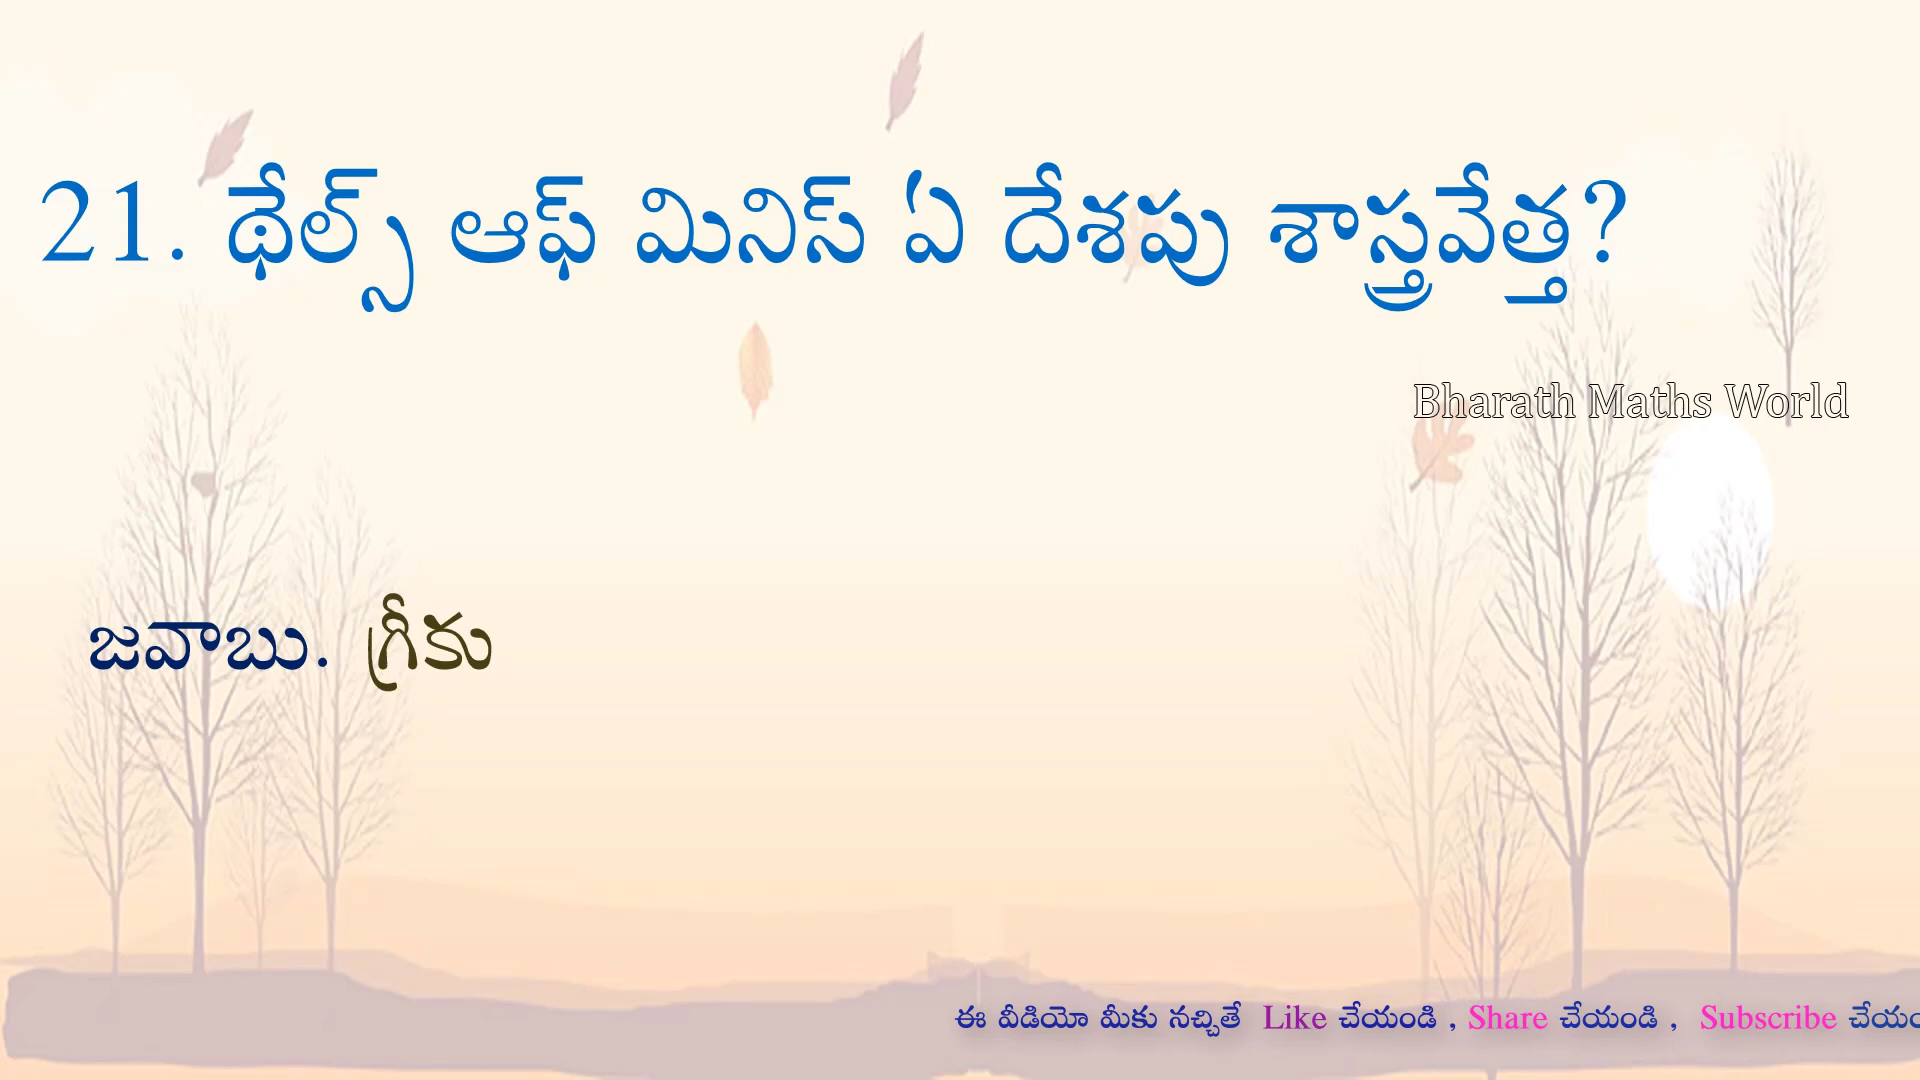 21. థేల్స్ ఆఫ్ మినిస్ ఏ దేశపు శాస్త్రవేత్త?
Bharath Maths World
జవాబు. గ్రీకు
ఈ వీడియో మీకు నచ్చితే Like చేయండి , Share చేయండి , Subscribe